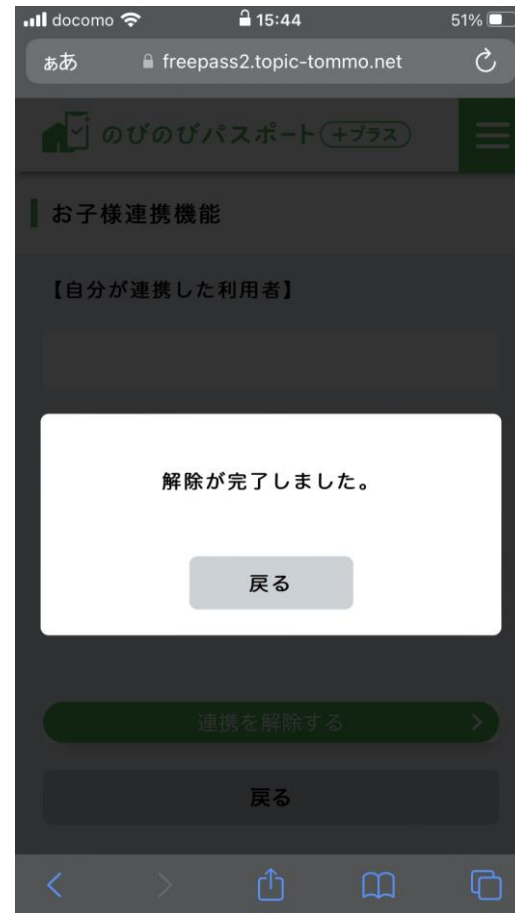 docomo 15:44 51%
ああ freepass2.topic-tommo.net
のびのびパスポート+プラス
お子様連携機能
【自分が連携した利用者】
解除が完了しました。
戻る
連携を解除する
戻る